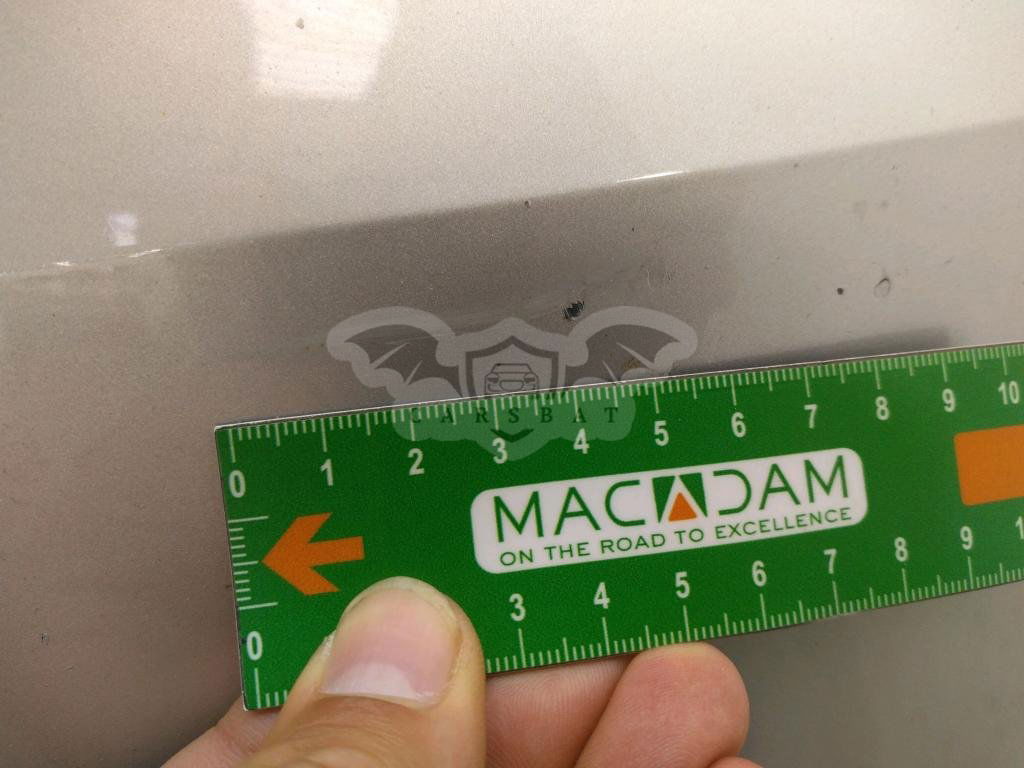 CARSBAT
0 1 2 3 4 5 6 7 8 9 10
MACADAM
ON THE ROAD TO EXCELLENCE
0 3 4 5 6 7 8 9 1